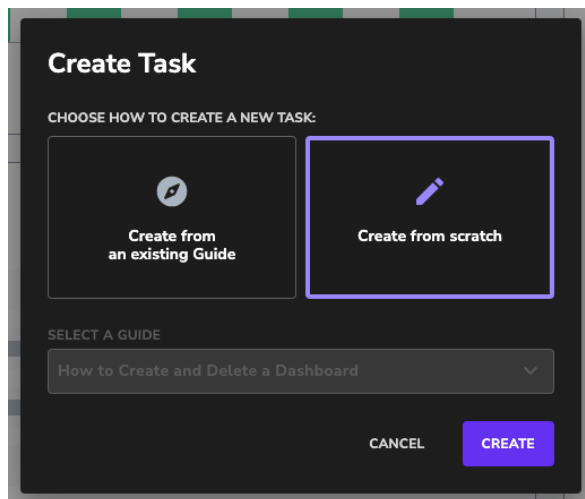 Create Task
CHOOSE HOW TO CREATE A NEW TASK:
Create from
an existing Guide
Create from scratch
SELECT A GUIDE
How to Create and Delete a Dashboard
CANCEL
CREATE